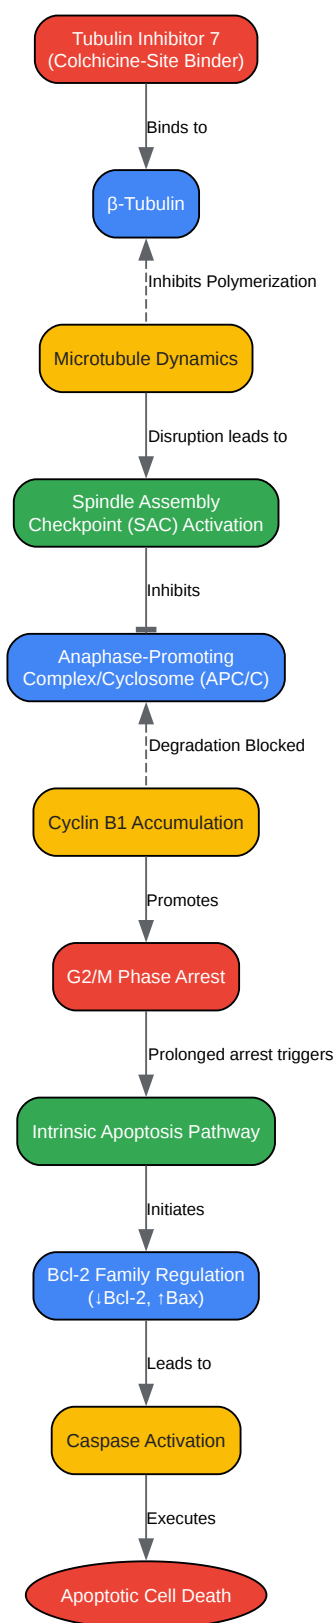 Tubulin Inhibitor 7
(Colchicine-Site Binder)
Binds to
β-Tubulin
Inhibits Polymerization
Microtubule Dynamics
Disruption leads to
Spindle Assembly
Checkpoint (SAC) Activation
Inhibits
Anaphase-Promoting
Complex/Cyclosome (APC/C)
Degradation Blocked
Cyclin B1 Accumulation
Promotes
G2/M Phase Arrest
Prolonged arrest triggers
Intrinsic Apoptosis Pathway
Initiates
Bcl-2 Family Regulation
(↓Bcl-2, ↑Bax)
Leads to
Caspase Activation
Executes
Apoptotic Cell Death